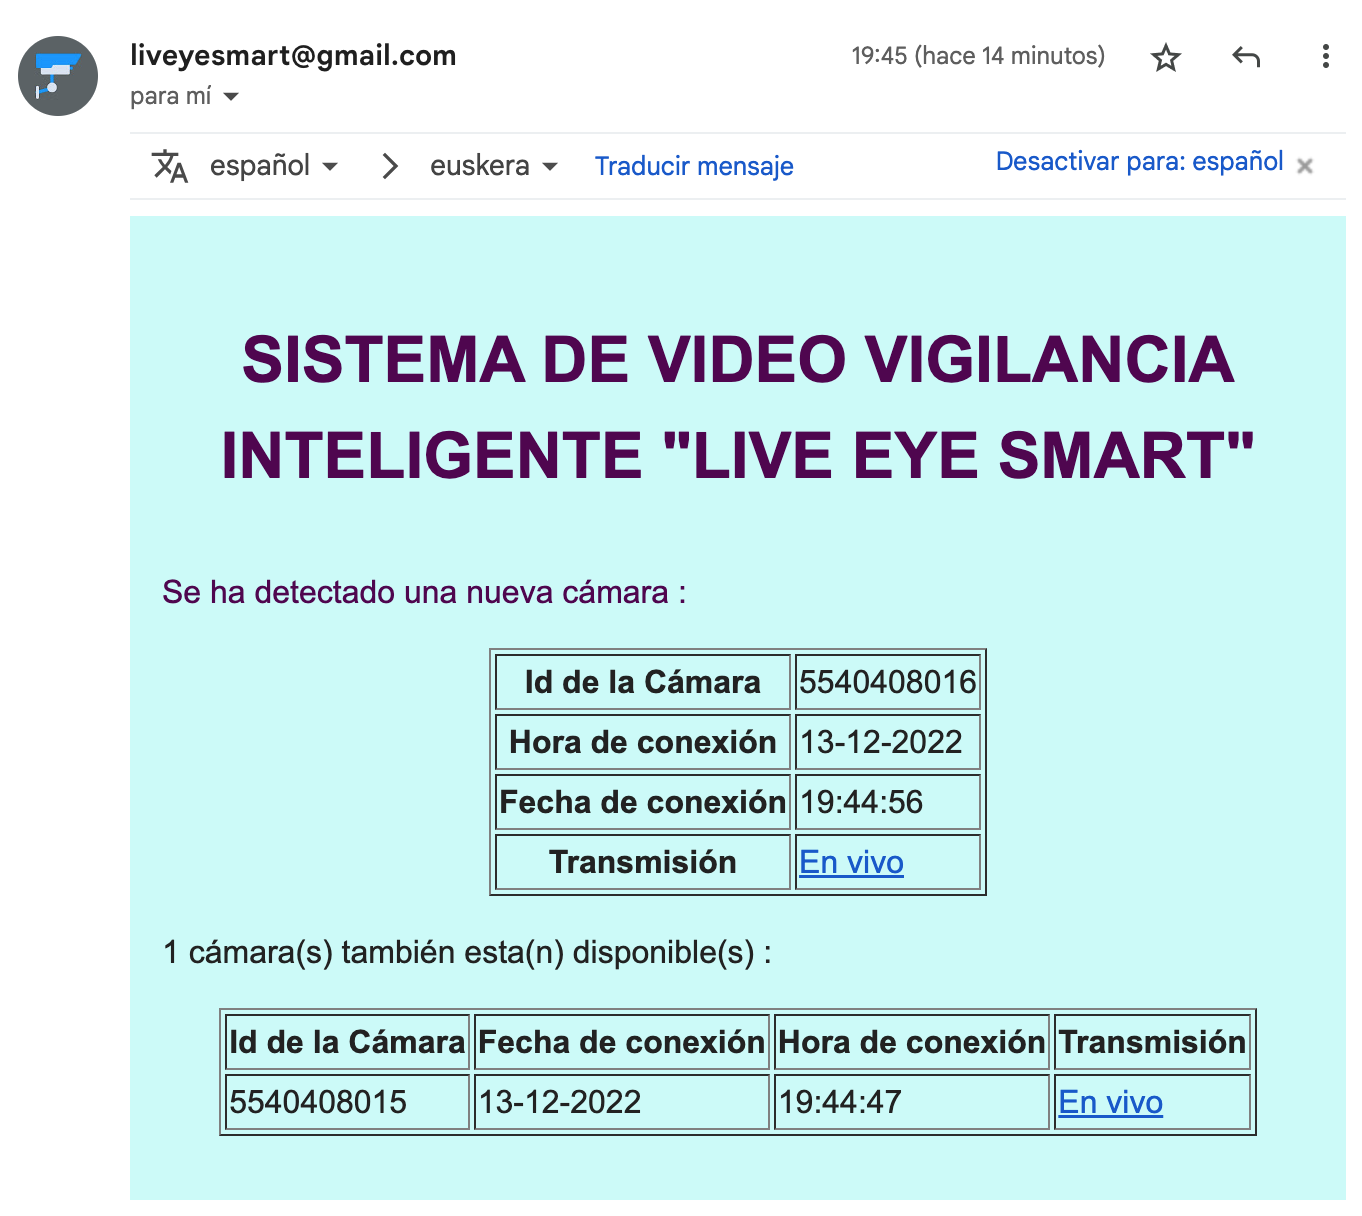 liveyesmart@gmail.com
19:45 (hace 14 minutos)
para mí
español
euskera
Traducir mensaje
Desactivar para: español
SISTEMA DE VIDEO VIGILANCIA
INTELIGENTE "LIVE EYE SMART"
Se ha detectado una nueva cámara :
Id de la Cámara 5540408016
Hora de conexión 13-12-2022
Fecha de conexión 19:44:56
Transmisión En vivo
1 cámara(s) también esta(n) disponible(s) :
Id de la Cámara Fecha de conexión Hora de conexión Transmisión
5540408015 13-12-2022 19:44:47 En vivo